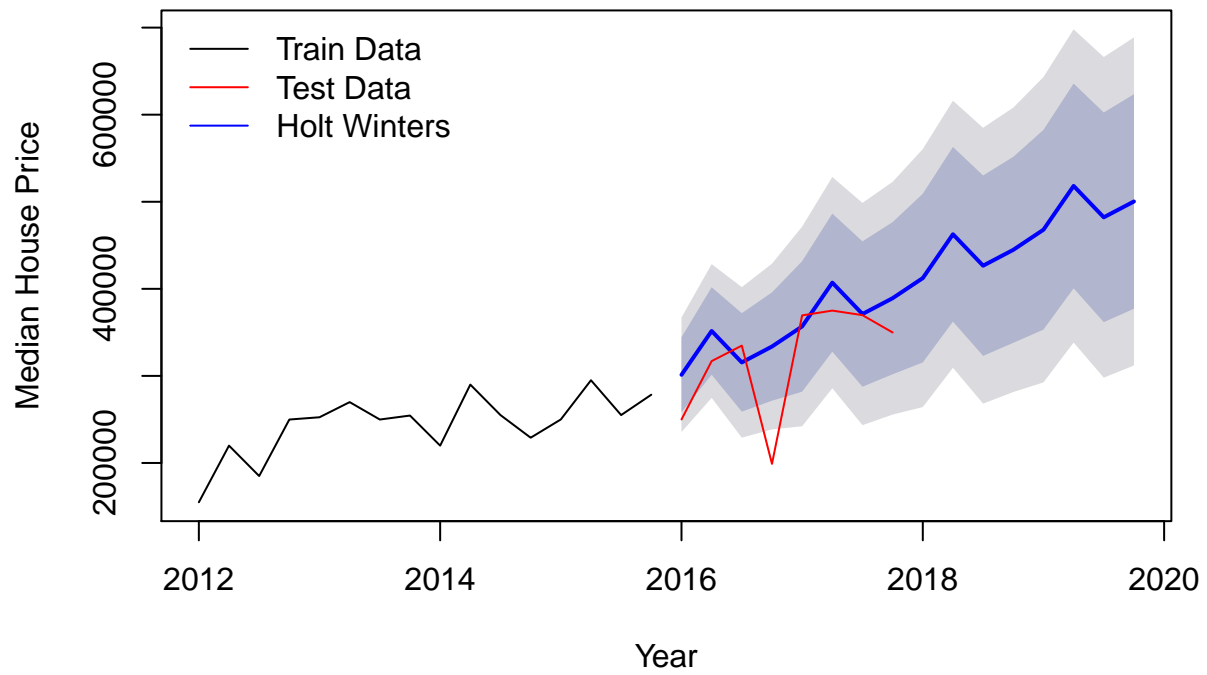 Train Data
Test Data
Holt Winters
Median House Price
600000
400000
200000
2012 2014 2016 2018 2020
Year